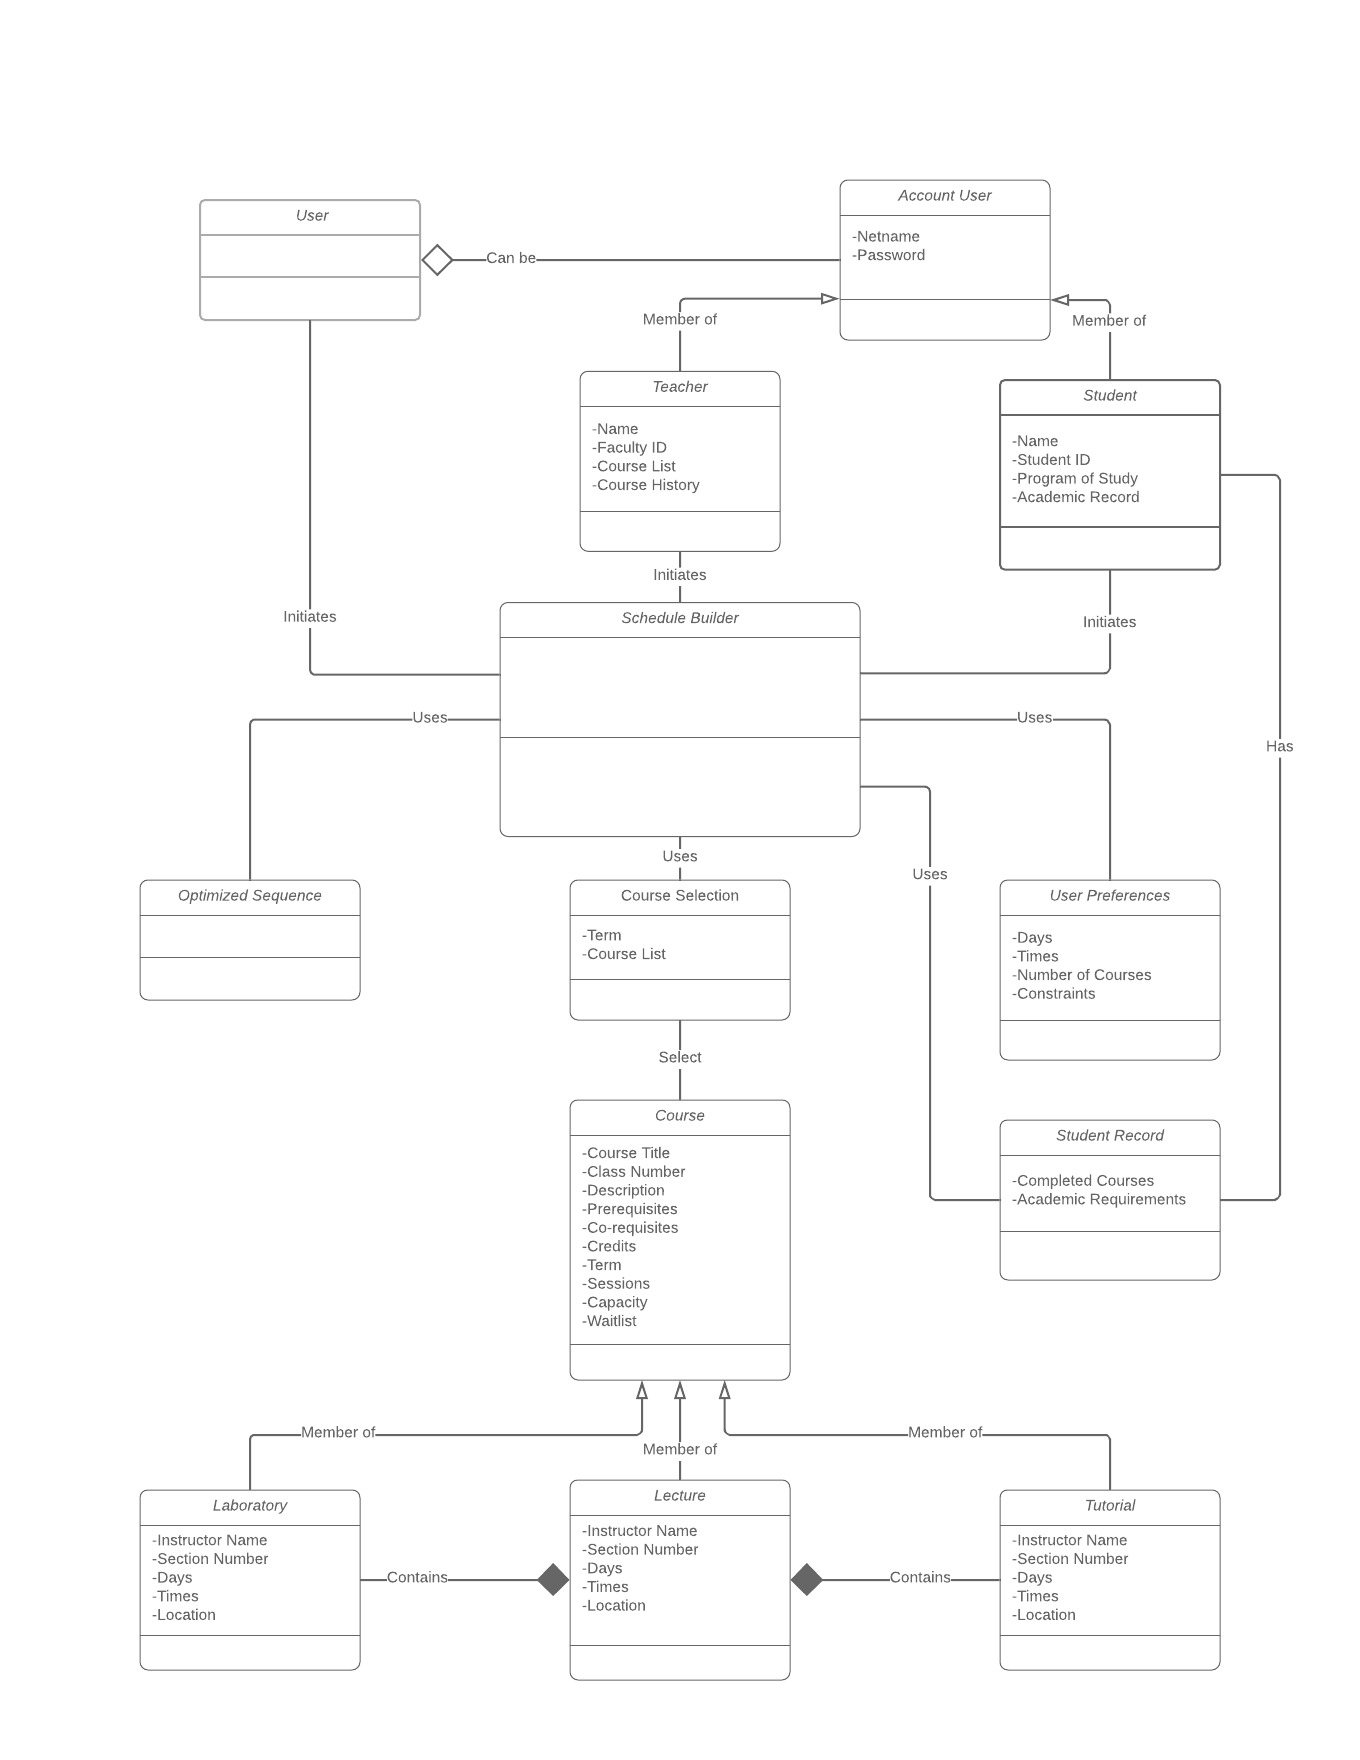 User
Account User
-Netname
-Password
Can be
Member of
Member of
Teacher
-Name
-Faculty ID
-Course List
-Course History
Student
-Name
-Student ID
-Program of Study
-Academic Record
Initiates
Initiates
Initiates
Schedule Builder
Uses
Uses
Has
Uses
Uses
Optimized Sequence
Course Selection
-Term
-Course List
User Preferences
-Days
-Times
-Number of Courses
-Constraints
Select
Course
-Course Title
-Class Number
-Description
-Prerequisites
-Co-requisites
-Credits
-Term
-Sessions
-Capacity
-Waitlist
Student Record
-Completed Courses
-Academic Requirements
Member of
Member of
Member of
Laboratory
-Instructor Name
-Section Number
-Days
-Times
-Location
Contains
Lecture
-Instructor Name
-Section Number
-Days
-Times
-Location
Contains
Tutorial
-Instructor Name
-Section Number
-Days
-Times
-Location